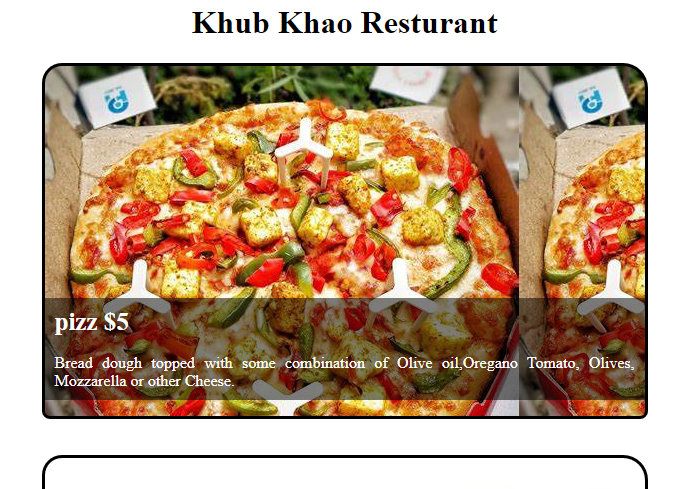 Khub Khao Resturant
pizz $5
Bread dough topped with some combination of Olive oil,Oregano Tomato, Olives,
Mozzarella or other Cheese.